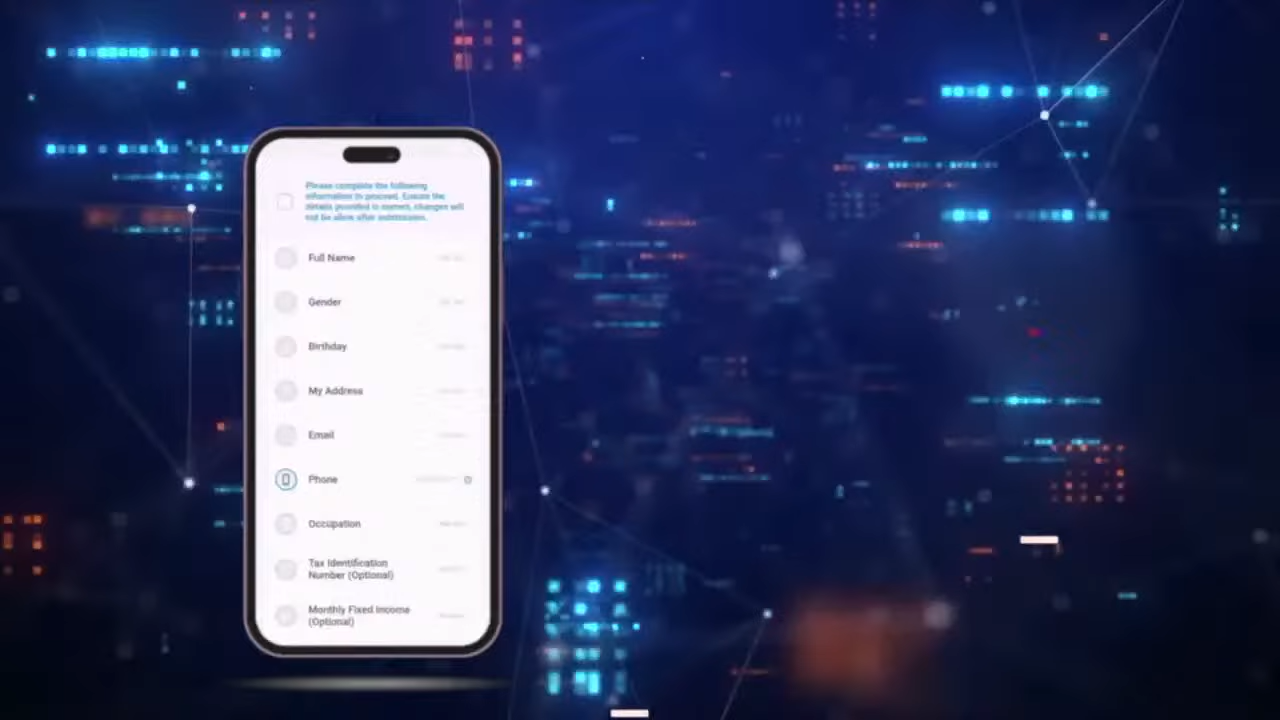 Please complete the following
information to proceed. Ensure the
details provided is correct, changes will
not be allow after submission.
Full Name
Gender
Birthday
My Address
Email
Phone
Occupation
Tax Identification
Number (Optional)
Monthly Fixed Income
(Optional)